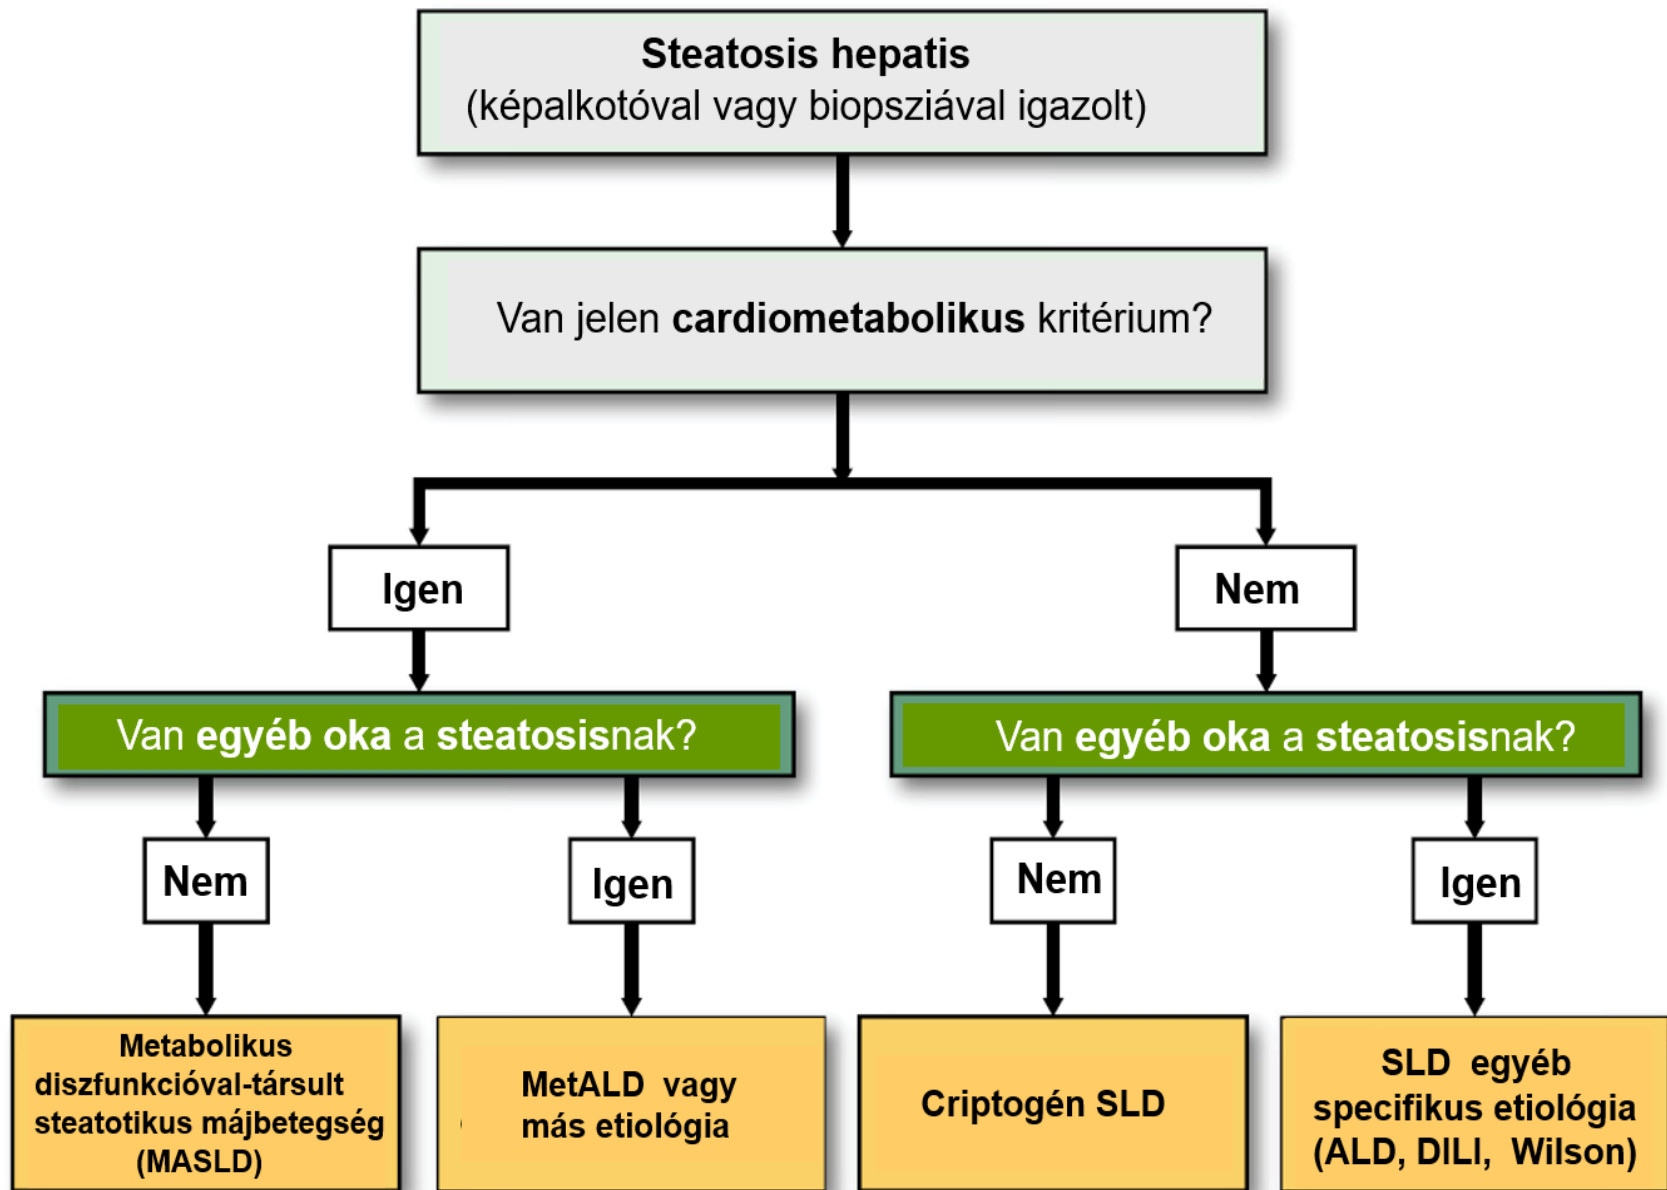 Steatosis hepatis
(képalkotóval vagy biopsziával igazolt)
Van jelen cardiometabolikus kritérium?
Igen
Nem
Van egyéb oka a steatosisnak?
Van egyéb oka a steatosisnak?
Nem
Igen
Nem
Igen
Metabolikus
diszfunkcióval-társult
steatotikus májbetegség
(MASLD)
MetALD vagy
más etiológia
Criptogén SLD
SLD egyéb
specifikus etiológia
(ALD, DILI, Wilson)